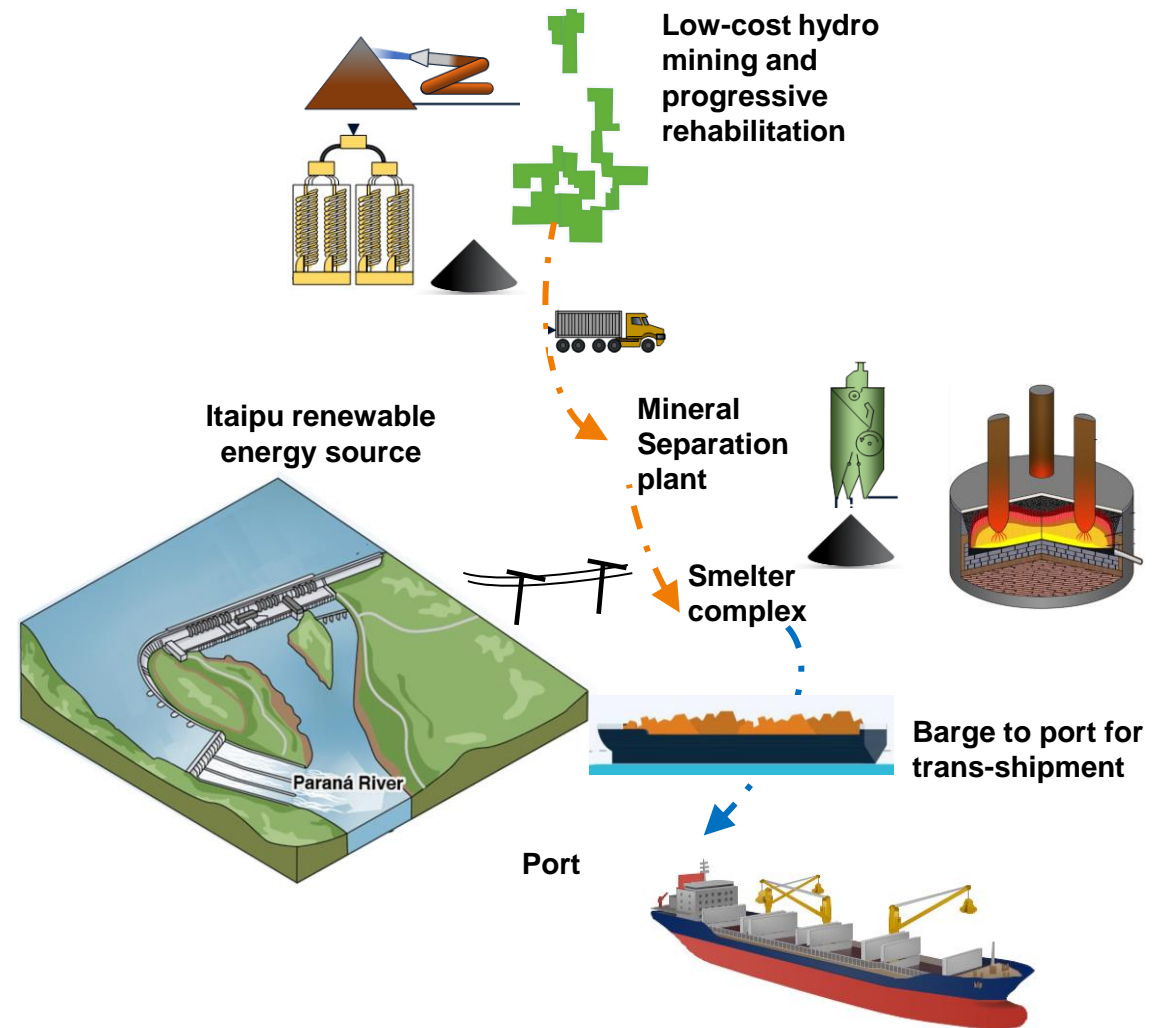 Low-cost hydro
mining and
progressive
rehabilitation
Itaipu renewable
energy source
Mineral
Separation
plant
Smelter
complex
Paraná River
Barge to port for
trans-shipment
Port